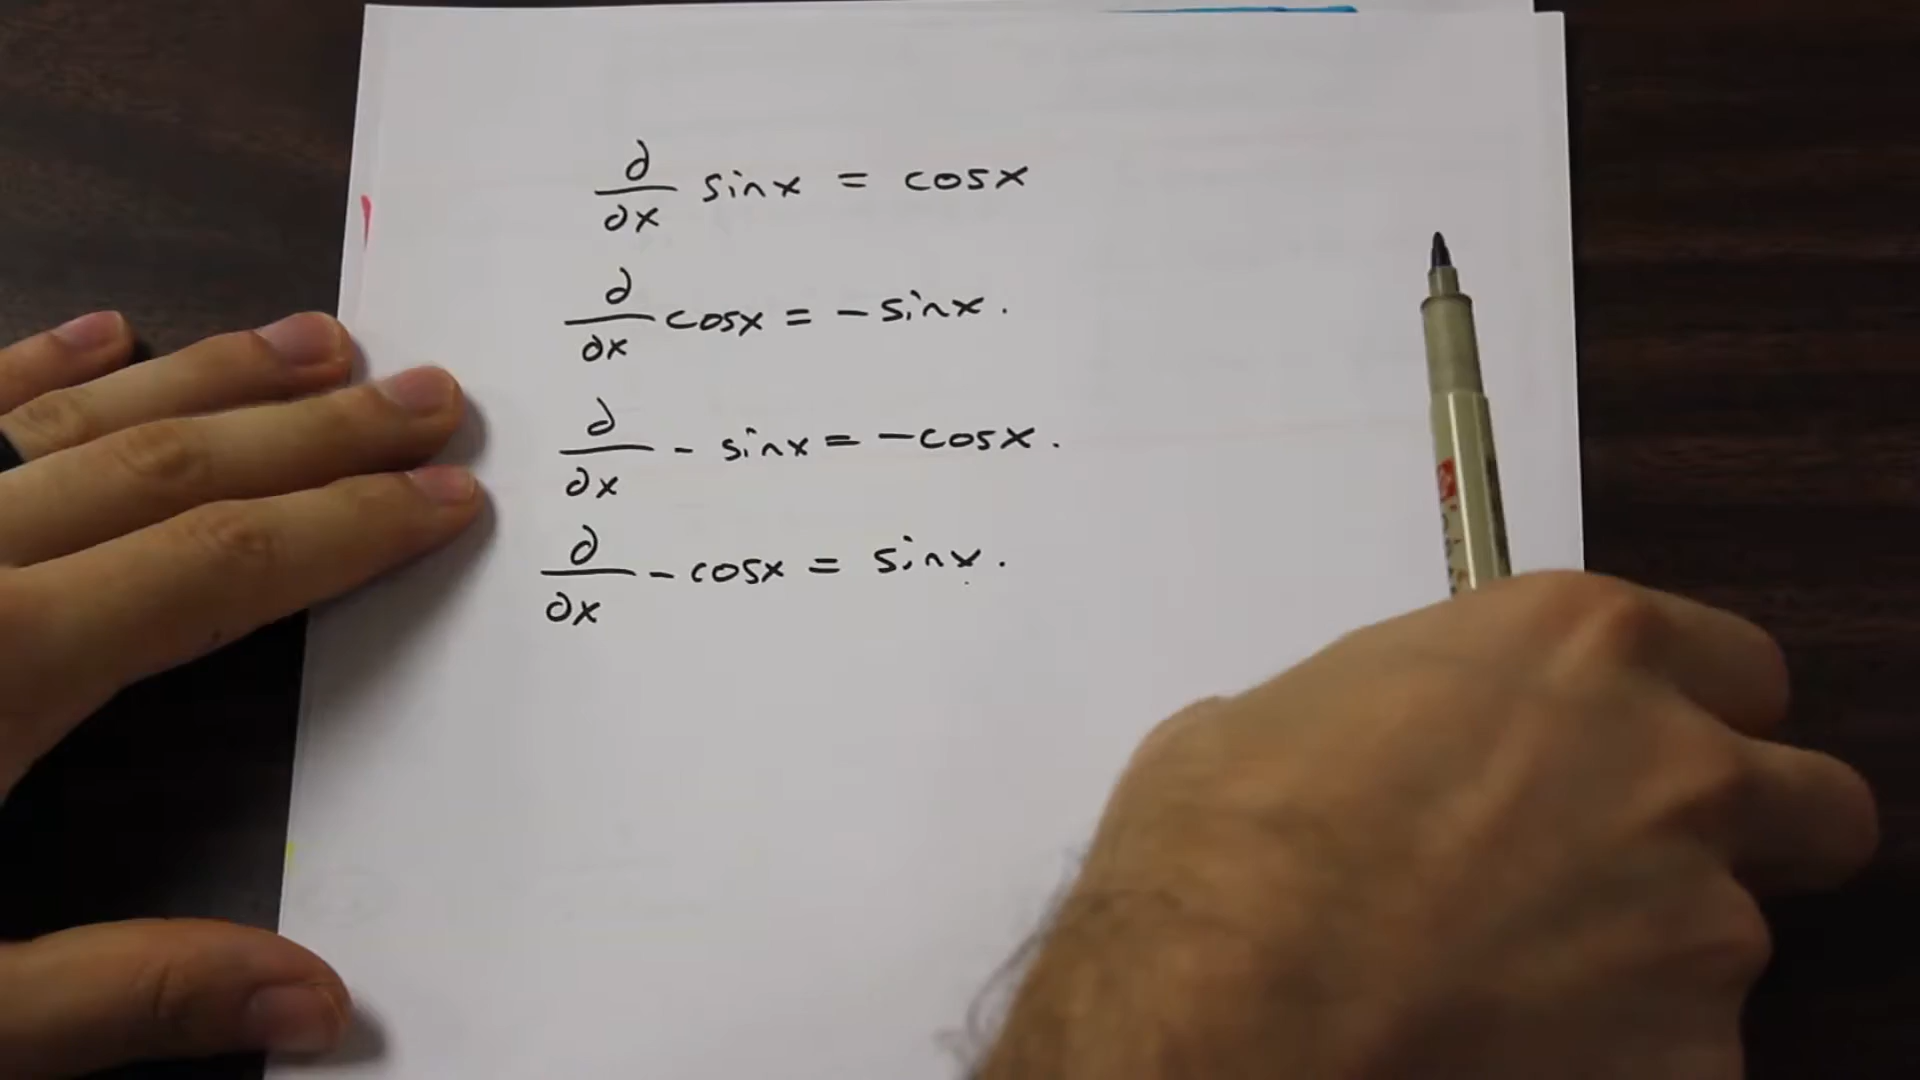 ∂/∂x sinx = cosx
∂/∂x cosx = -sinx.
∂/∂x - sinx = -cosx.
∂/∂x - cosx = sinx.